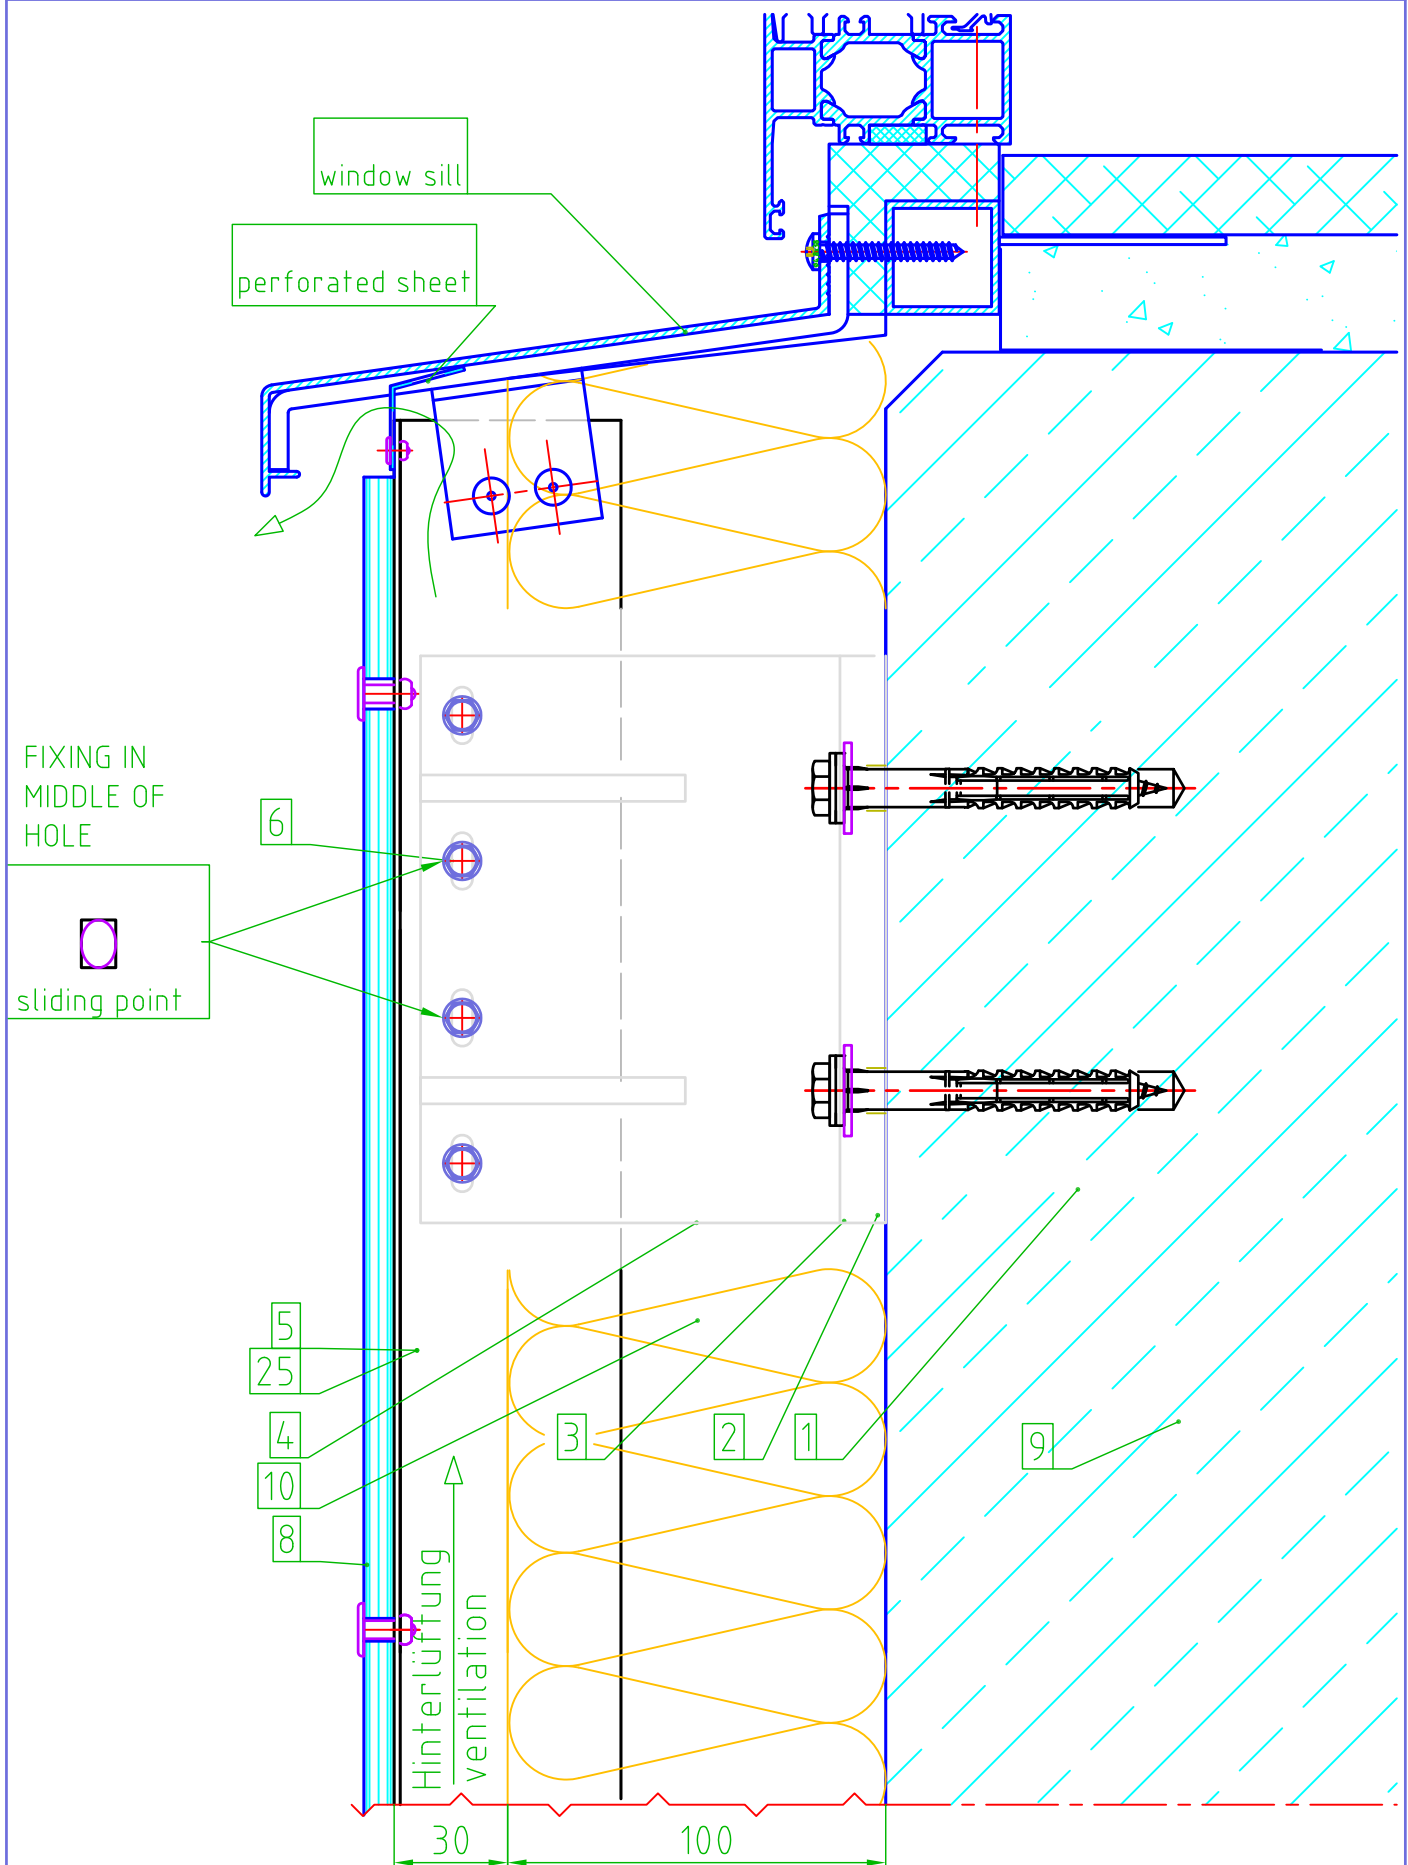 window sill
perforated sheet
FIXING IN
MIDDLE OF
HOLE
6
sliding point
5
25
4
10
8
3
2
1
9
Hinterlüftung
ventilation
30
100